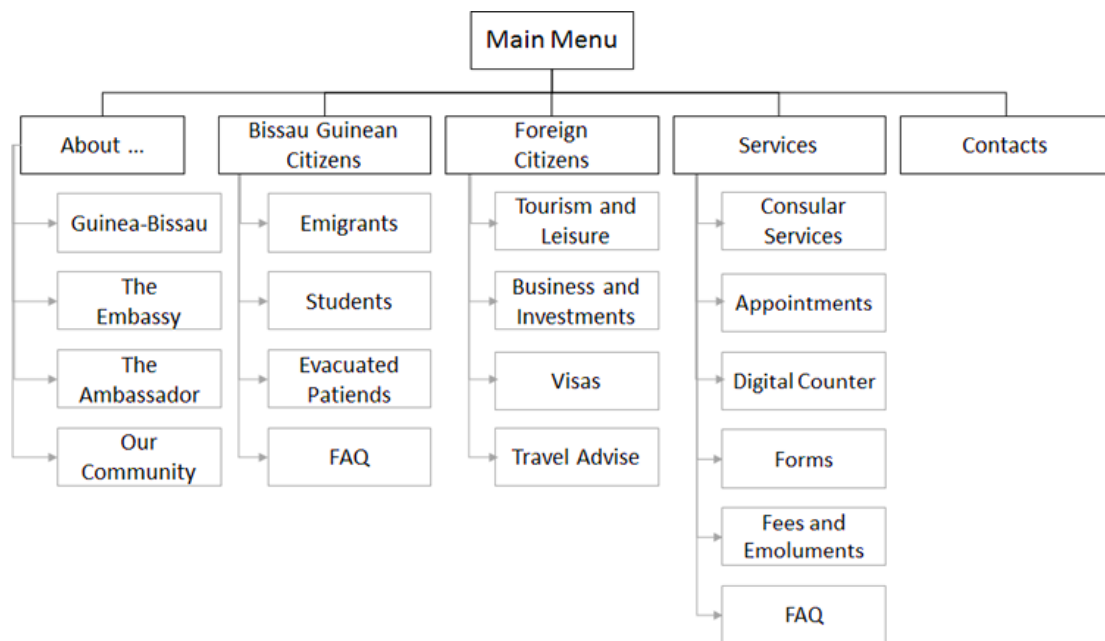 Main Menu
About ...
Guinea-Bissau
The
Embassy
The
Ambassador
Our
Community
Bissau Guinean
Citizens
Emigrants
Students
Evacuated
Patiends
FAQ
Foreign
Citizens
Tourism and
Leisure
Business and
Investments
Visas
Travel Advise
Services
Consular
Services
Appointments
Digital Counter
Forms
Fees and
Emoluments
FAQ
Contacts